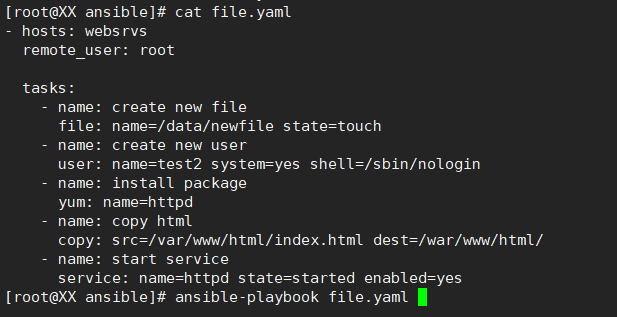 [root@XX ansible]# cat file.yaml
- hosts: websrvs
  remote_user: root

  tasks:
    - name: create new file
      file: name=/data/newfile state=touch
    - name: create new user
      user: name=test2 system=yes shell=/sbin/nologin
    - name: install package
      yum: name=httpd
    - name: copy html
      copy: src=/var/www/html/index.html dest=/war/www/html/
    - name: start service
      service: name=httpd state=started enabled=yes
[root@XX ansible]# ansible-playbook file.yaml